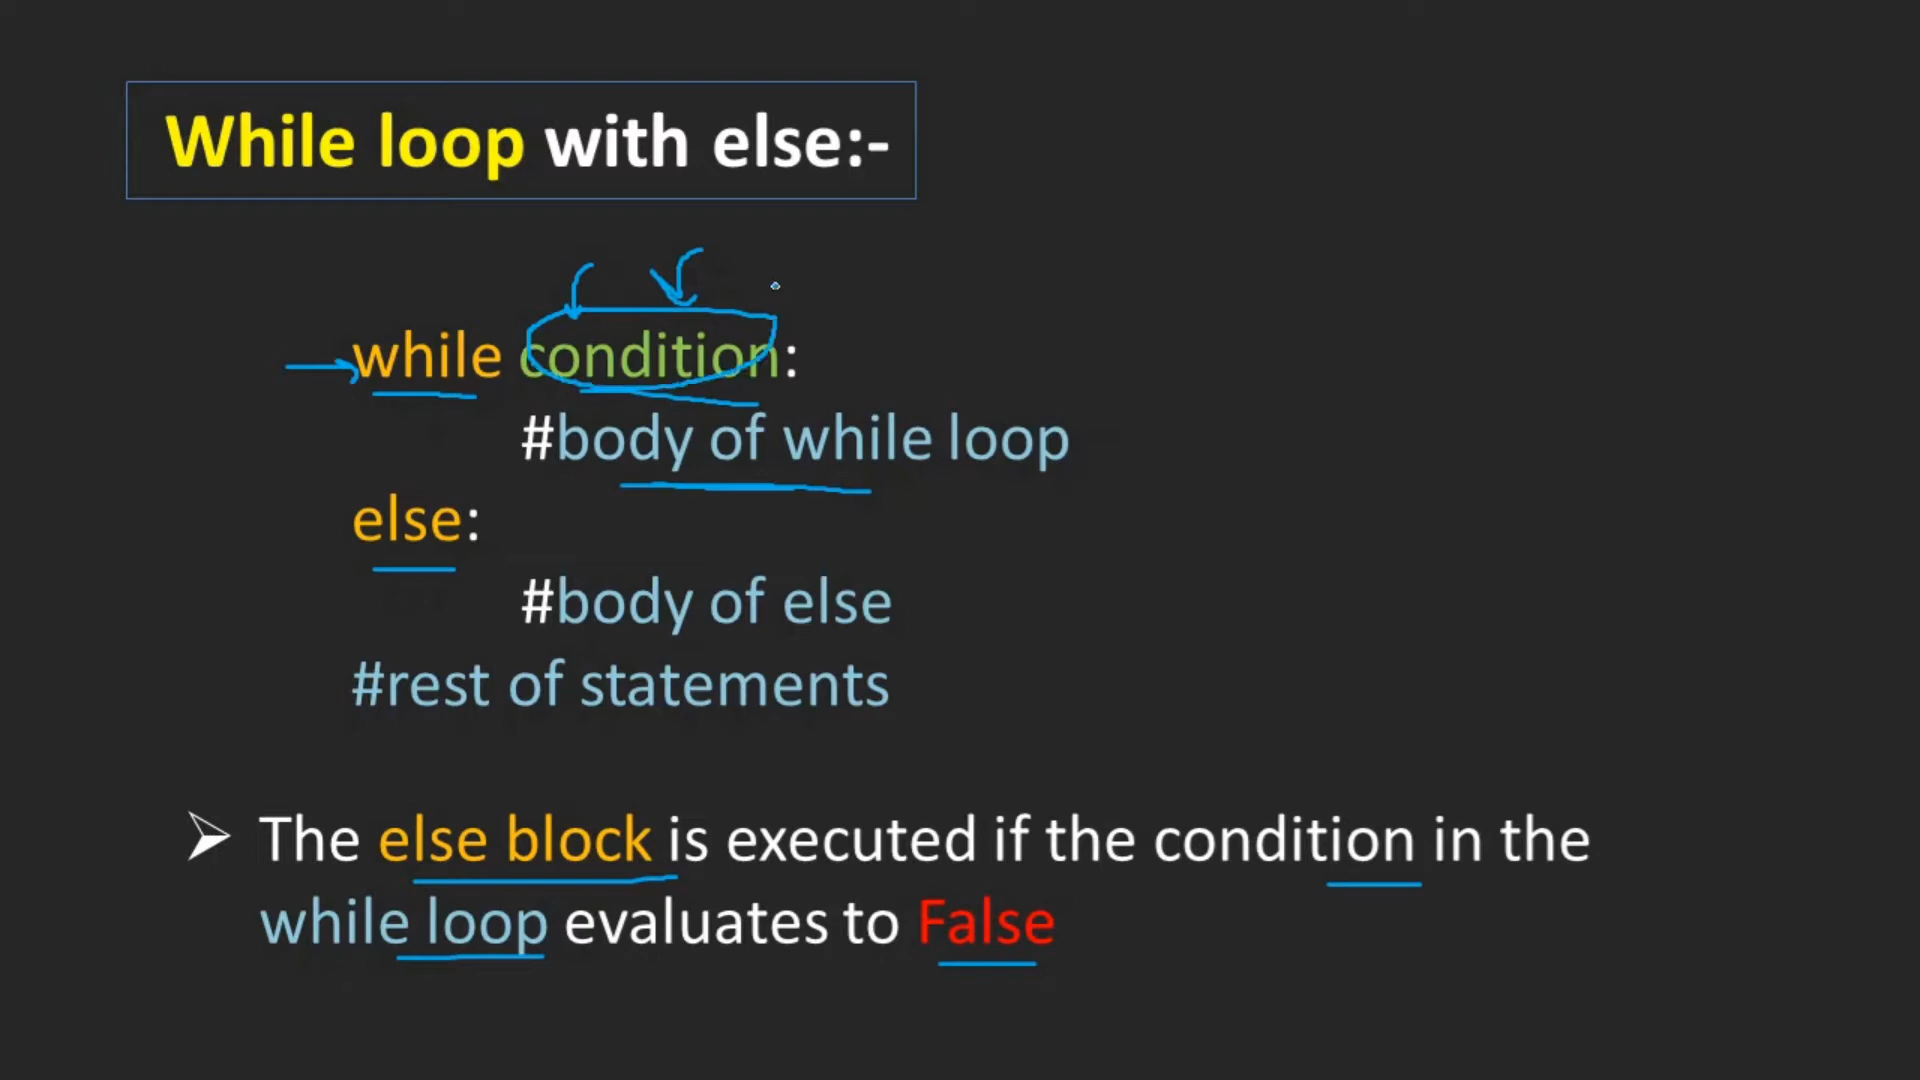 While loop with else:-
while condition:
#body of while loop
else:
#body of else
#rest of statements
The else block is executed if the condition in the
while loop evaluates to False